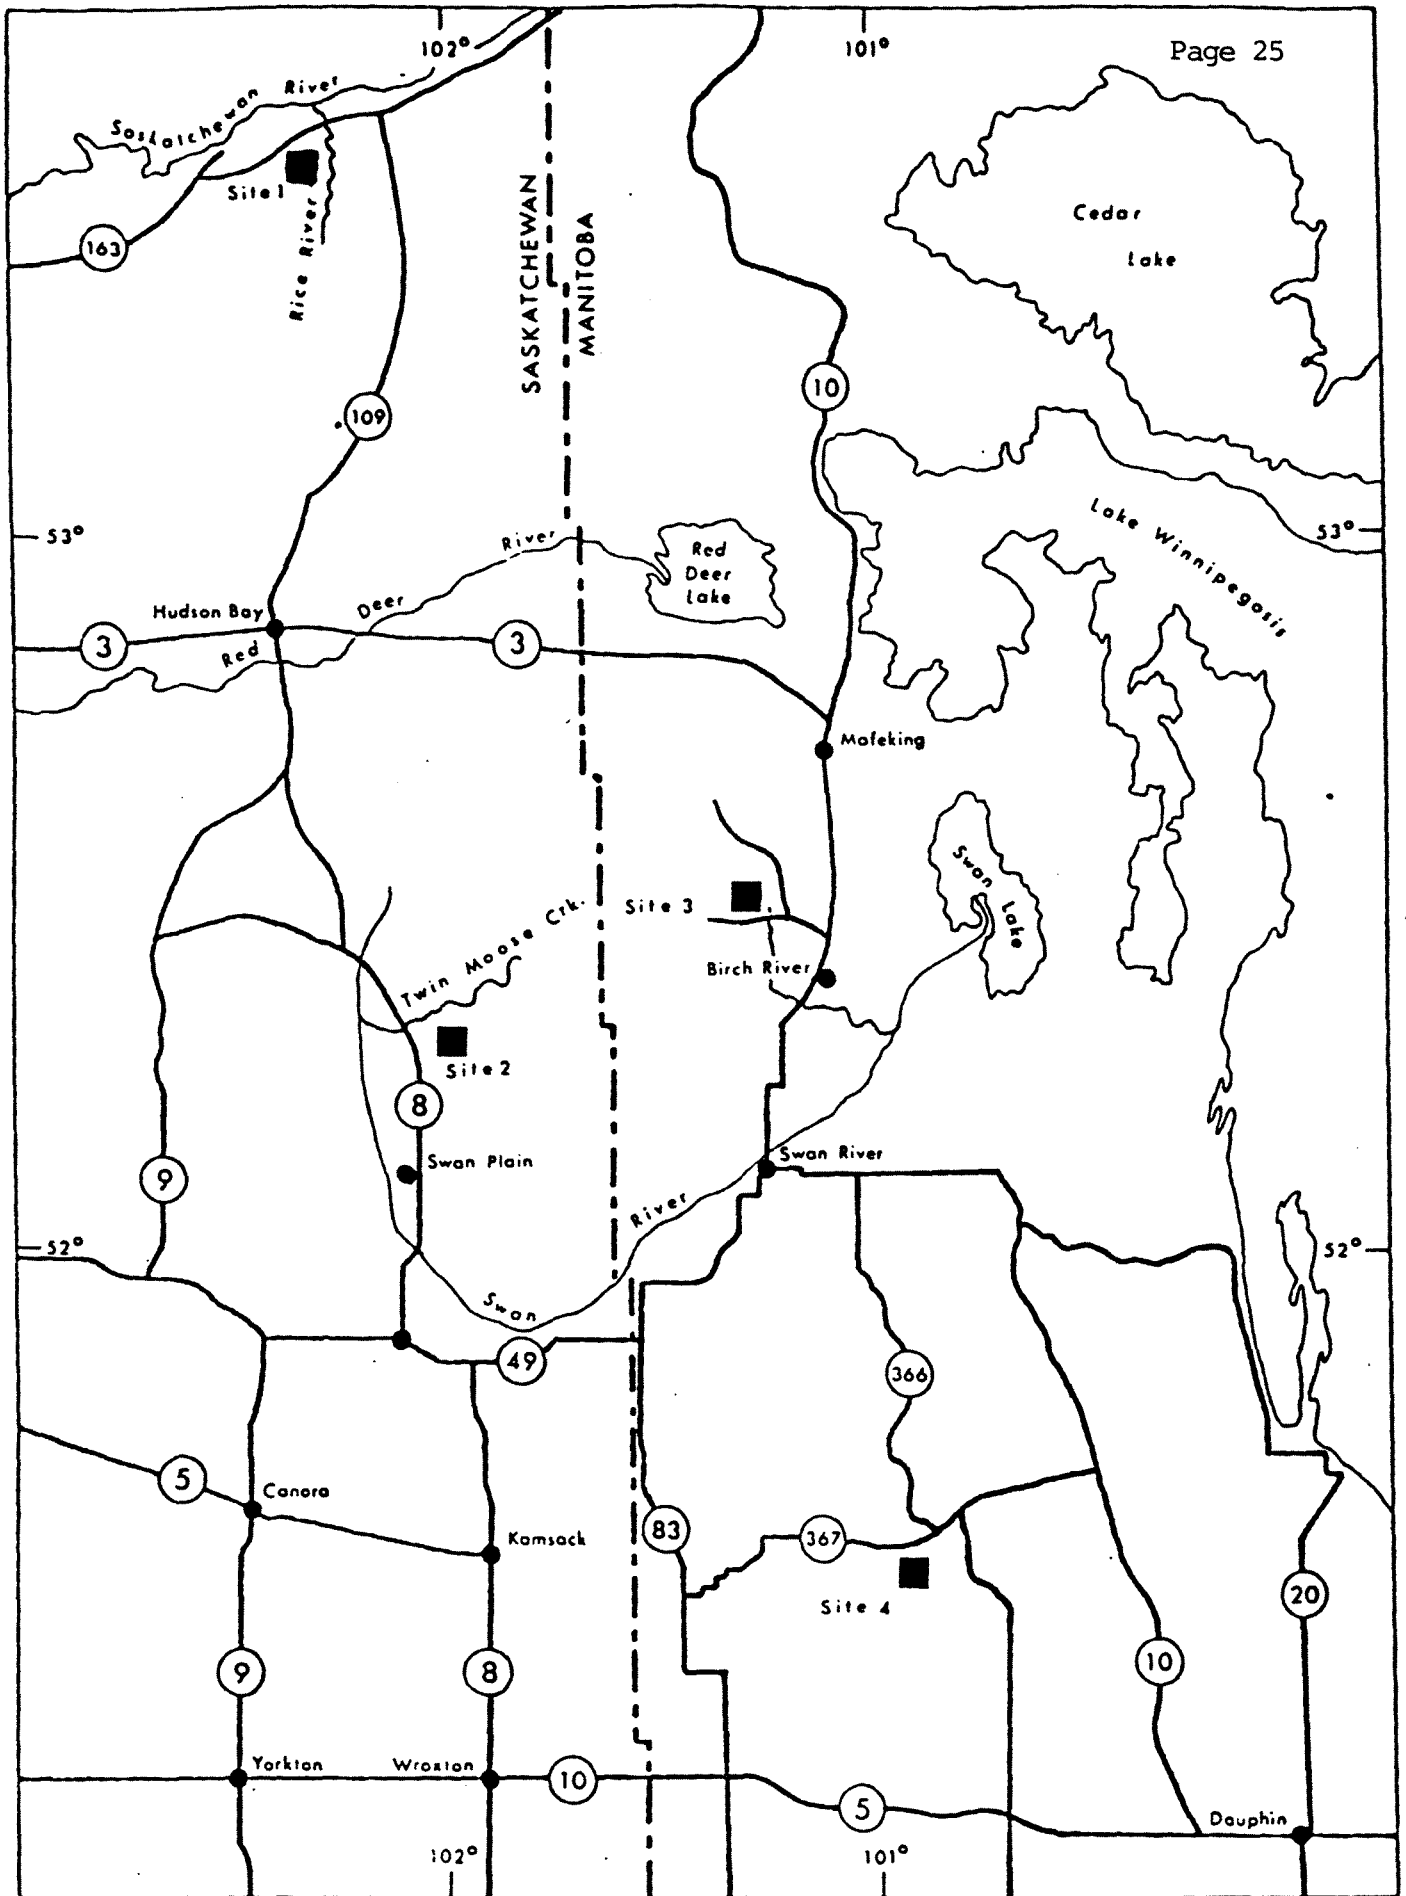 102°
101°
Page 25
Saskatchewan River
Site 1
163
Rice River
SASKATCHEWAN
MANITOBA
Cedar
Lake
10
109
53°
53°
Lake Winnipegosis
River
Red
Deer
Lake
Hudson Bay
Deer
3
Red
3
Mafeking
Swan Lake
Twin Moose Crk.
Site 3
Birch River
Site 2
8
Swan Plain
Swan River
9
River
52°
52°
Swan
49
366
5
Canora
Kamsack
83
367
Site 4
20
9
8
10
Yorkton
Wroxton
10
5
Dauphin
102°
101°